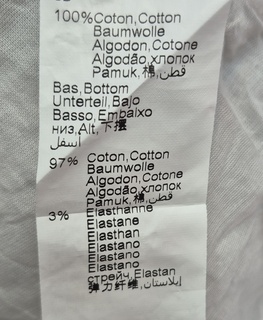 100%Coton,Cotton
Baumwolle
Algodon,Cotone
Algodão,хлопок
Pamuk,棉,قطن
Bas,Bottom
Unterteil,Bajo
Basso,Embaixo
низ,Alt,下摆
أسفل
97% Coton,Cotton
Baumwolle
Algodon,Cotone
Algodão,хлопок
Pamuk,棉,قطن
3% Elasthanne
Elastane
Elasthan
Elastano
Elastano
Elastano
стрейч,Elastan
弹力纤维,إيلاستان